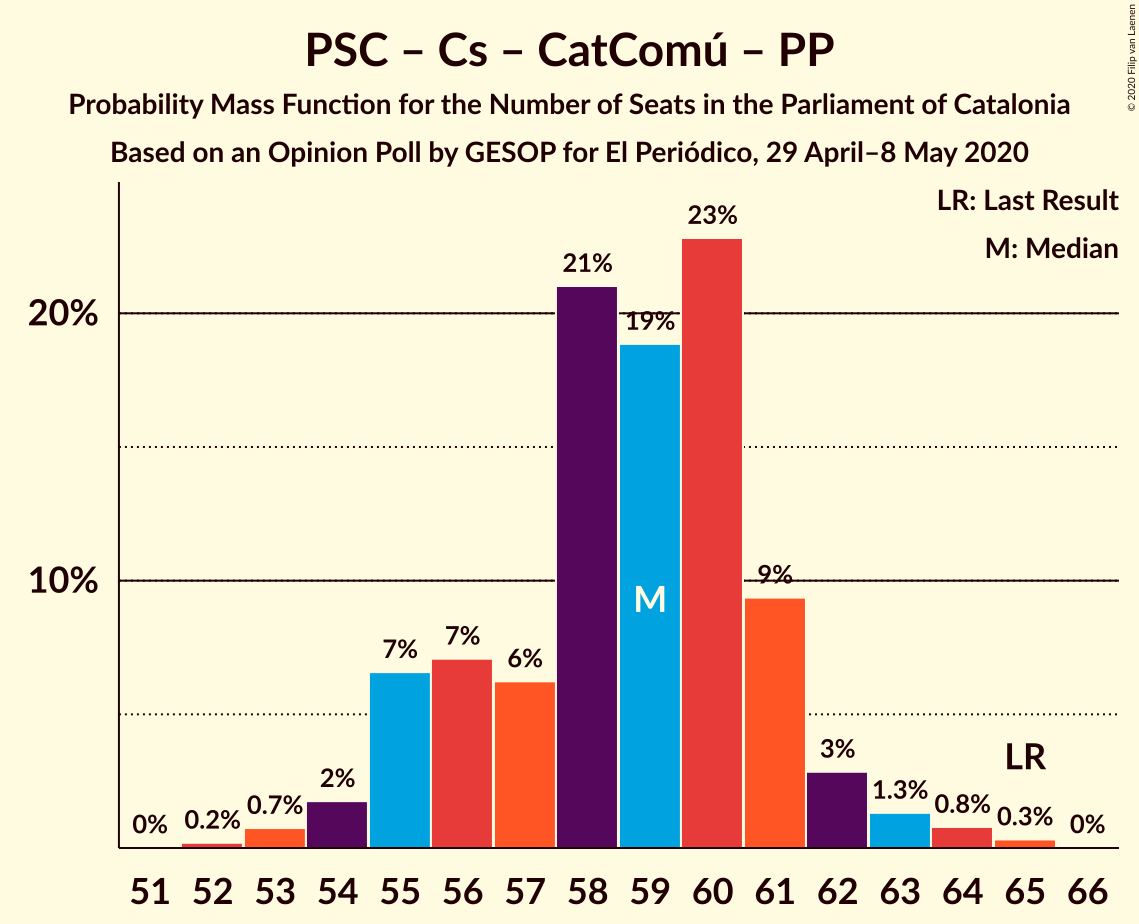 PSC – Cs – CatComú – PP
Probability Mass Function for the Number of Seats in the Parliament of Catalonia
Based on an Opinion Poll by GESOP for El Periódico, 29 April–8 May 2020
© 2020 Filip van Laenen
LR: Last Result
M: Median
20%
10%
0%
0.2%
0.7%
2%
7%
7%
6%
21%
19%
23%
9%
3%
1.3%
0.8%
0.3%
0%
M
LR
51 52 53 54 55 56 57 58 59 60 61 62 63 64 65 66